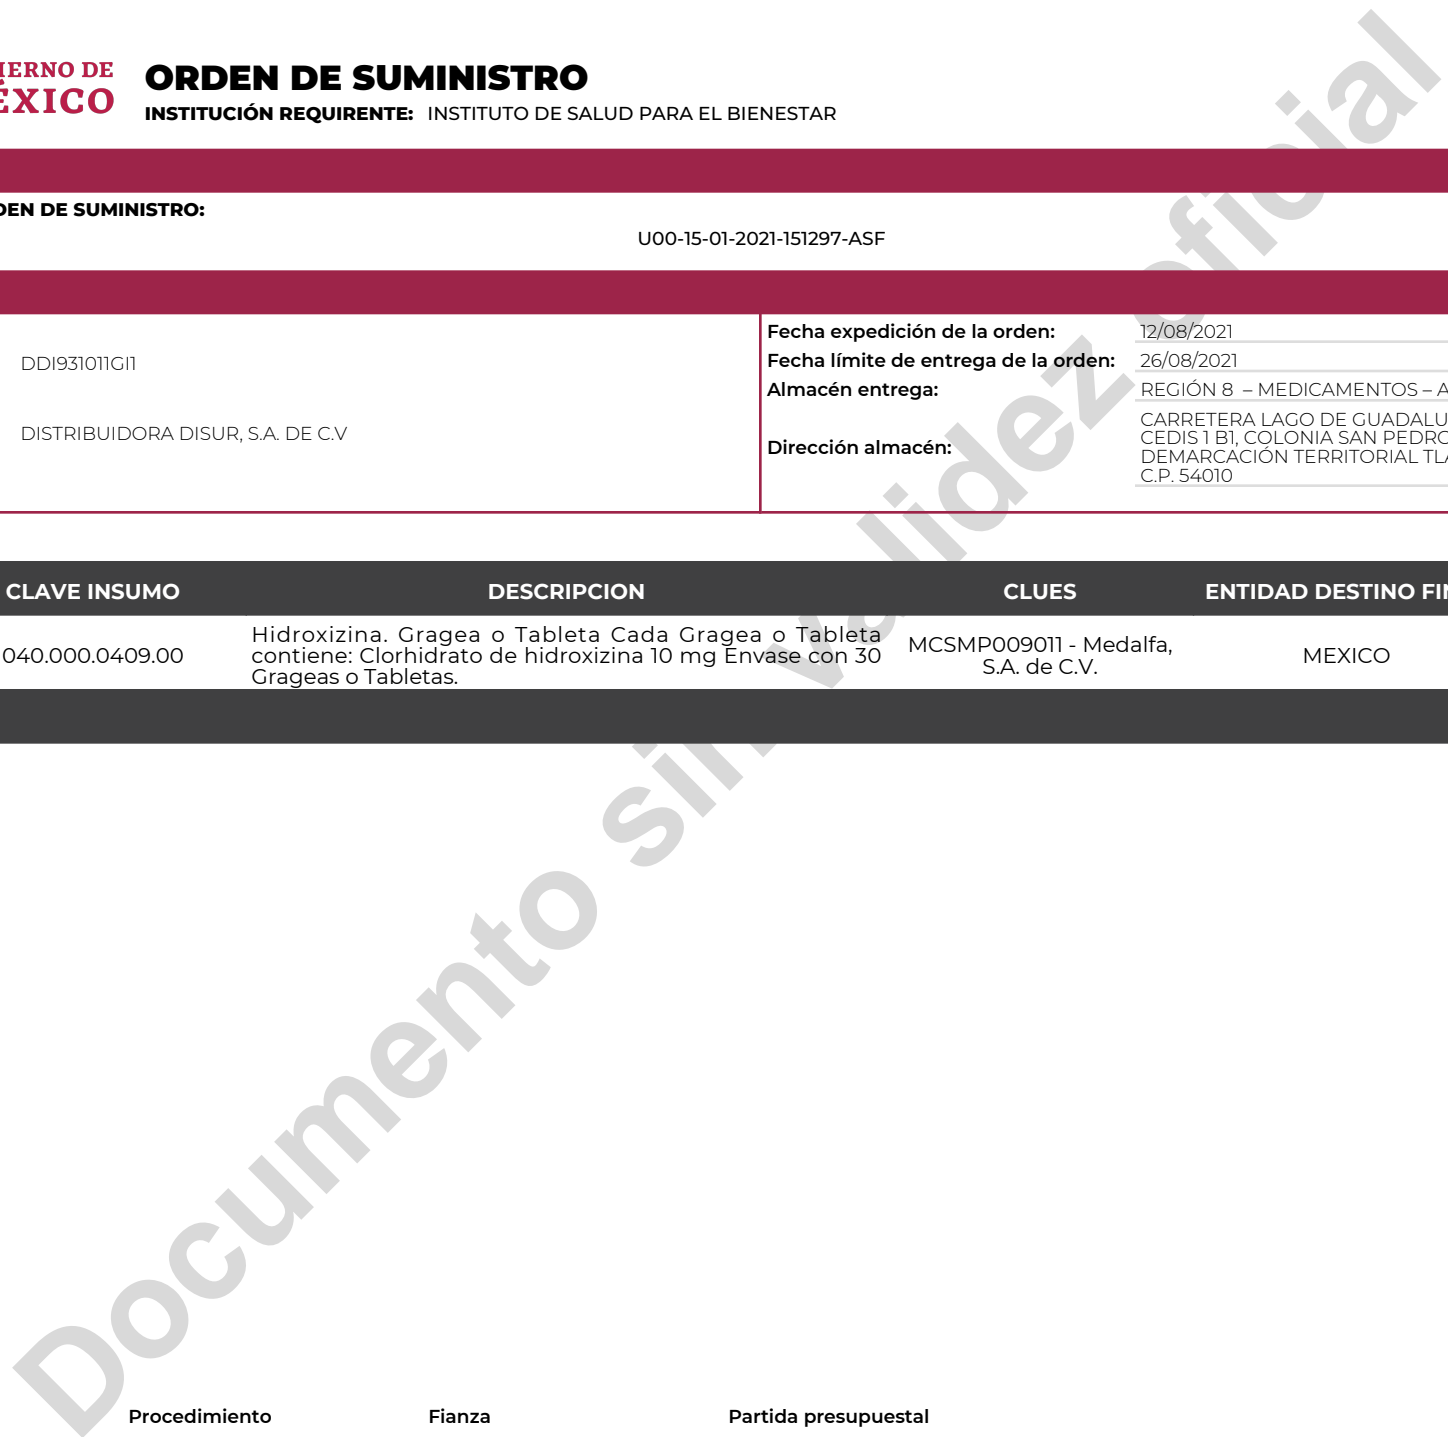 IERNO DE
ÉXICO
ORDEN DE SUMINISTRO
INSTITUCIÓN REQUIRENTE: INSTITUTO DE SALUD PARA EL BIENESTAR
DEN DE SUMINISTRO:
U00-15-01-2021-151297-ASF
DDI931011GI1
DISTRIBUIDORA DISUR, S.A. DE C.V
Fecha expedición de la orden: 12/08/2021
Fecha límite de entrega de la orden: 26/08/2021
Almacén entrega: REGIÓN 8 – MEDICAMENTOS – A
Dirección almacén:
CARRETERA LAGO DE GUADALU
CEDIS 1 B1, COLONIA SAN PEDRO
DEMARCACIÓN TERRITORIAL TLA
C.P. 54010
CLAVE INSUMO DESCRIPCION CLUES ENTIDAD DESTINO FIN
040.000.0409.00
Hidroxizina. Gragea o Tableta Cada Gragea o Tableta
contiene: Clorhidrato de hidroxizina 10 mg Envase con 30
Grageas o Tabletas.
MCSMP009011 - Medalfa,
S.A. de C.V.
MEXICO
Documento sin validez oficial
Procedimiento Fianza Partida presupuestal